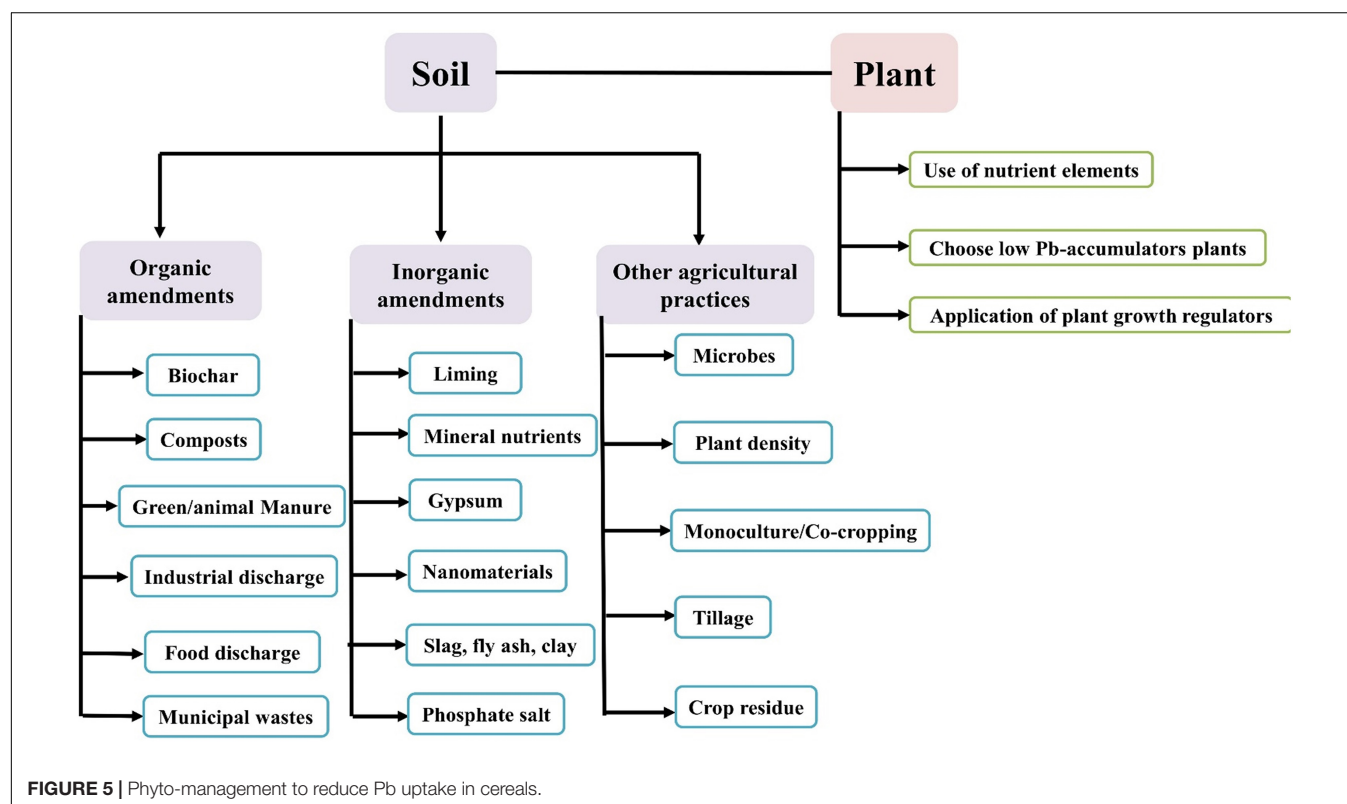 Soil
Plant
Use of nutrient elements
Choose low Pb-accumulators plants
Application of plant growth regulators
Organic
amendments
Biochar
Composts
Green/animal Manure
Industrial discharge
Food discharge
Municipal wastes
Inorganic
amendments
Liming
Mineral nutrients
Gypsum
Nanomaterials
Slag, fly ash, clay
Phosphate salt
Other agricultural
practices
Microbes
Plant density
Monoculture/Co-cropping
Tillage
Crop residue
FIGURE 5 | Phyto-management to reduce Pb uptake in cereals.